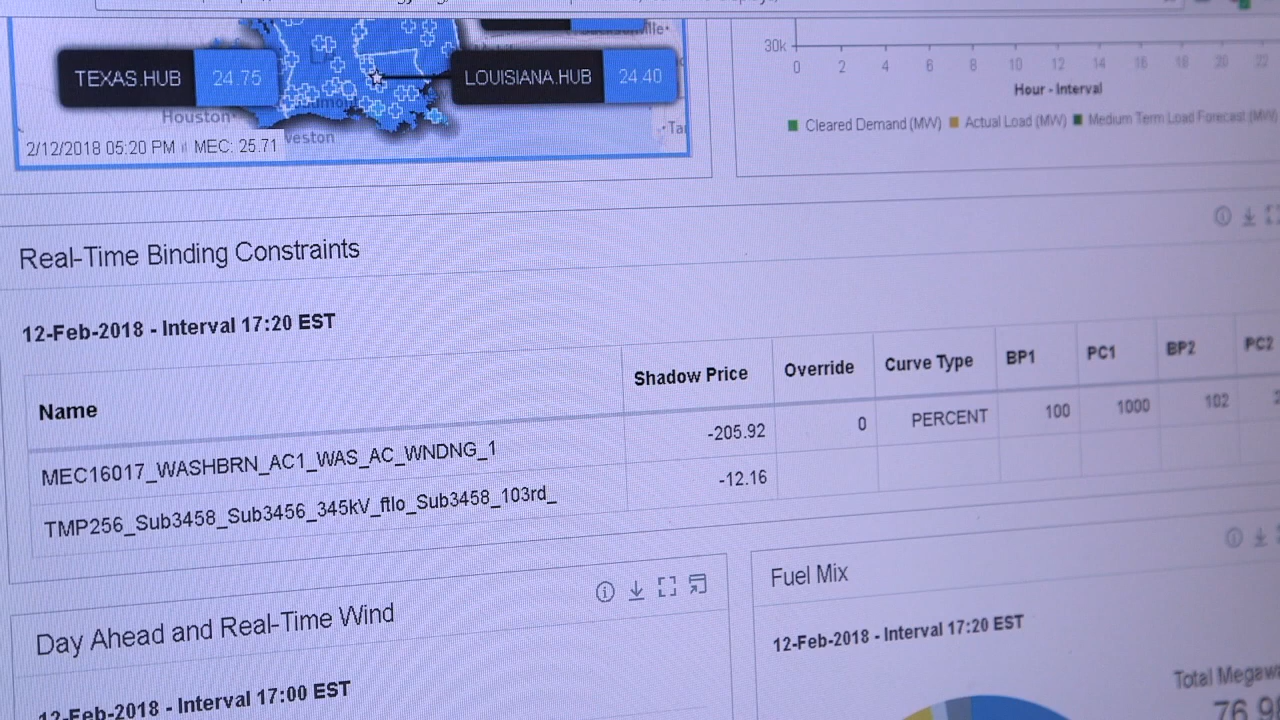 TEXAS.HUB 24.75
LOUISIANA.HUB 24.40
Houston
veston
2/12/2018 05:20 PM MEC: 25.71
30k
0 2 4 6 8 10 12 14 16 18 20 22
Hour - Interval
Cleared Demand (MW) Actual Load (MW) Medium Term Load Forecast (MW)
Real-Time Binding Constraints
12-Feb-2018 - Interval 17:20 EST
Name Shadow Price Override Curve Type BP1 PC1 BP2 PC2
MEC16017_WASHBRN_AC1_WAS_AC_WNDNG_1 -205.92 0 PERCENT 100 1000 102
TMP256_Sub3458_Sub3456_345kV_ftlo_Sub3458_103rd_ -12.16
Day Ahead and Real-Time Wind
12-Feb-2018 - Interval 17:00 EST
Fuel Mix
12-Feb-2018 - Interval 17:20 EST
Total Megawa
76,9